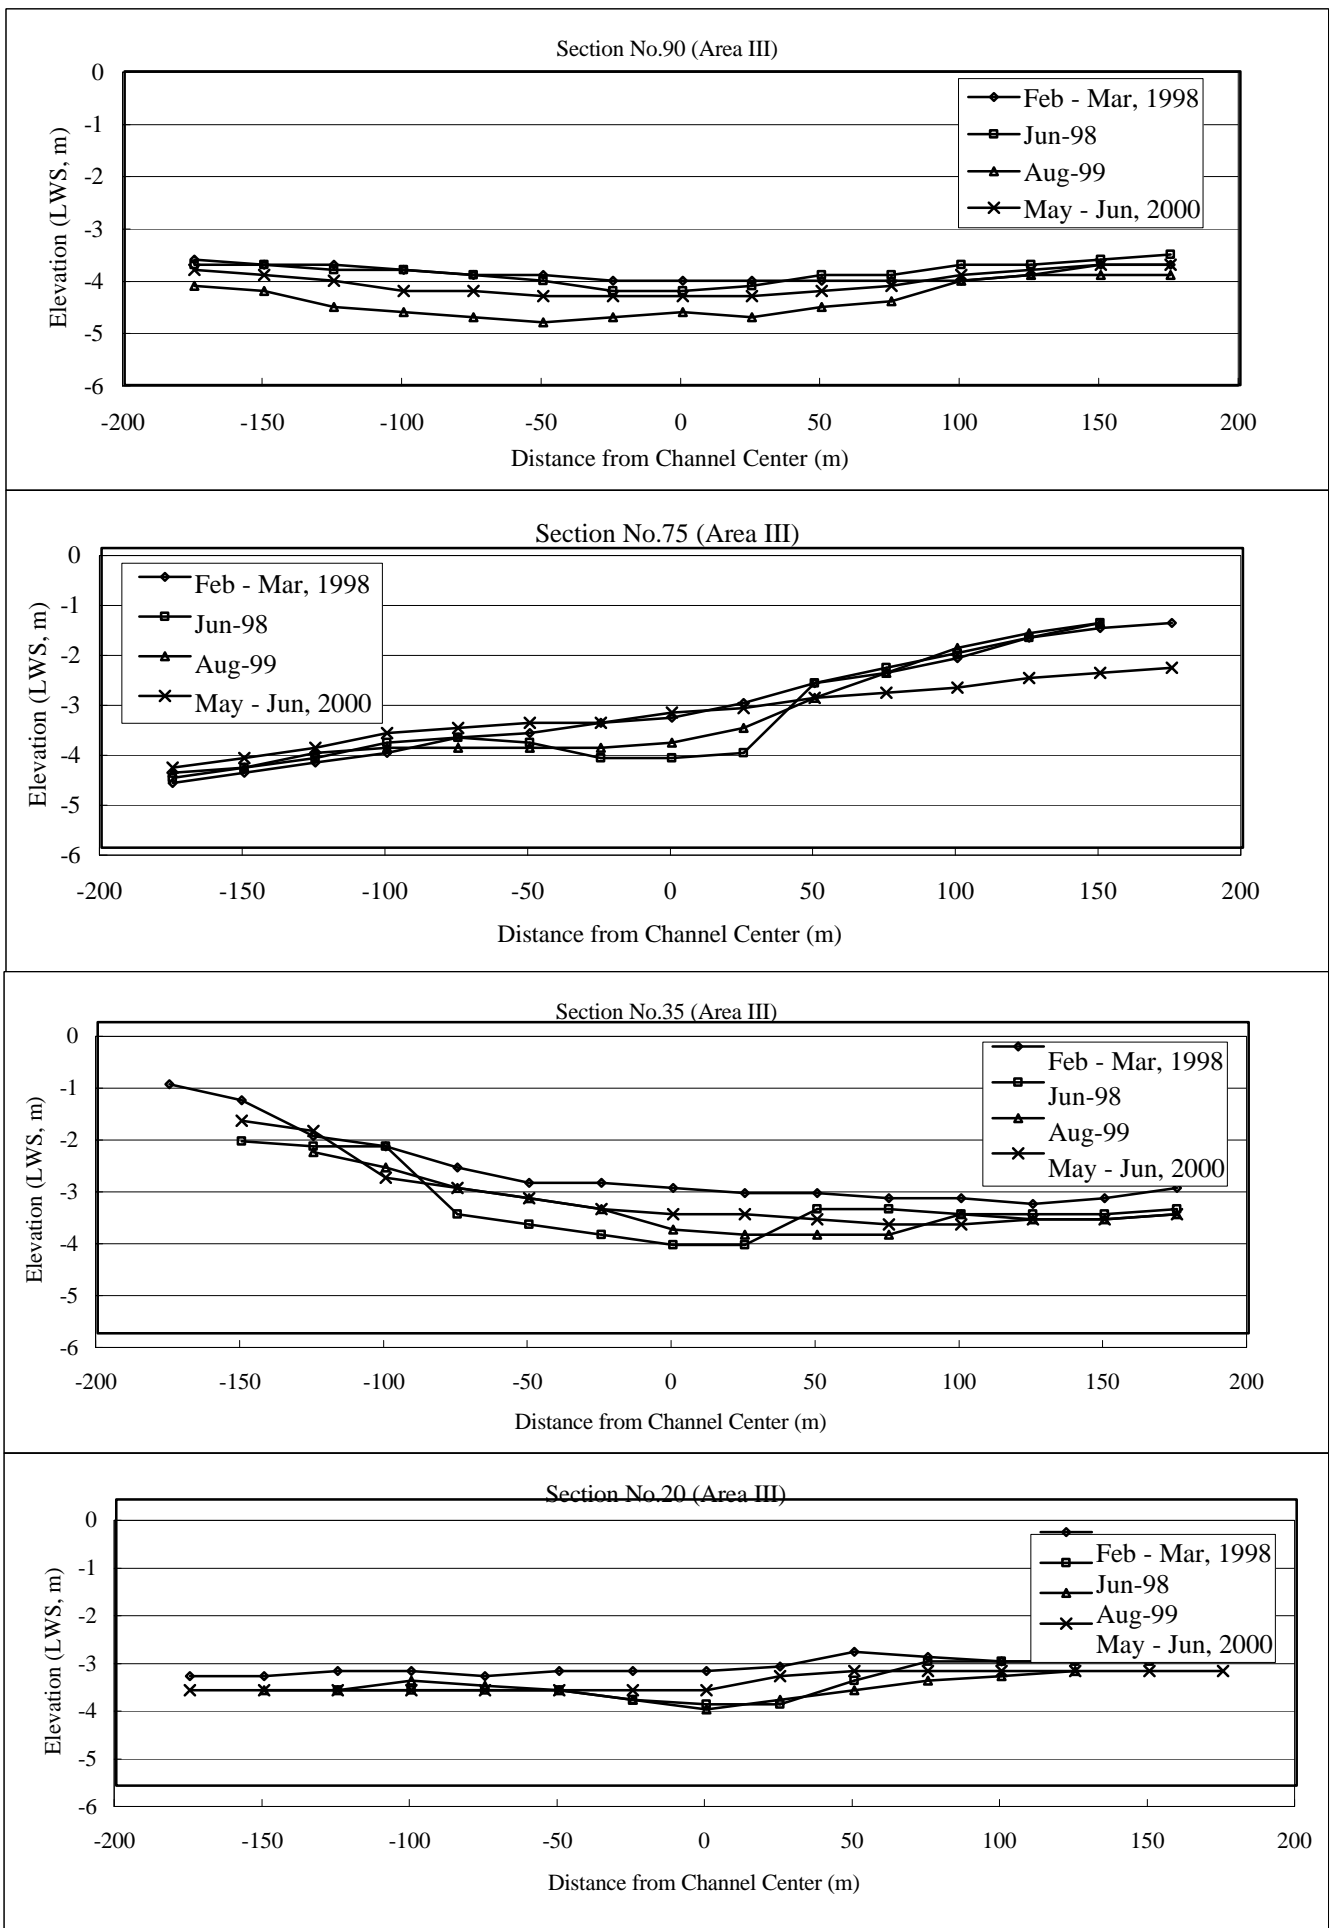 Section No.90 (Area III)
0
-1
-2
-3
-4
-5
-6
Elevation (LWS, m)
Feb - Mar, 1998
Jun-98
Aug-99
May - Jun, 2000
-200 -150 -100 -50 0 50 100 150 200
Distance from Channel Center (m)
Section No.75 (Area III)
0
-1
-2
-3
-4
-5
-6
Elevation (LWS, m)
Feb - Mar, 1998
Jun-98
Aug-99
May - Jun, 2000
-200 -150 -100 -50 0 50 100 150 200
Distance from Channel Center (m)
Section No.35 (Area III)
0
-1
-2
-3
-4
-5
-6
Elevation (LWS, m)
Feb - Mar, 1998
Jun-98
Aug-99
May - Jun, 2000
-200 -150 -100 -50 0 50 100 150 200
Distance from Channel Center (m)
Section No.20 (Area III)
0
-1
-2
-3
-4
-5
-6
Elevation (LWS, m)
Feb - Mar, 1998
Jun-98
Aug-99
May - Jun, 2000
-200 -150 -100 -50 0 50 100 150 200
Distance from Channel Center (m)